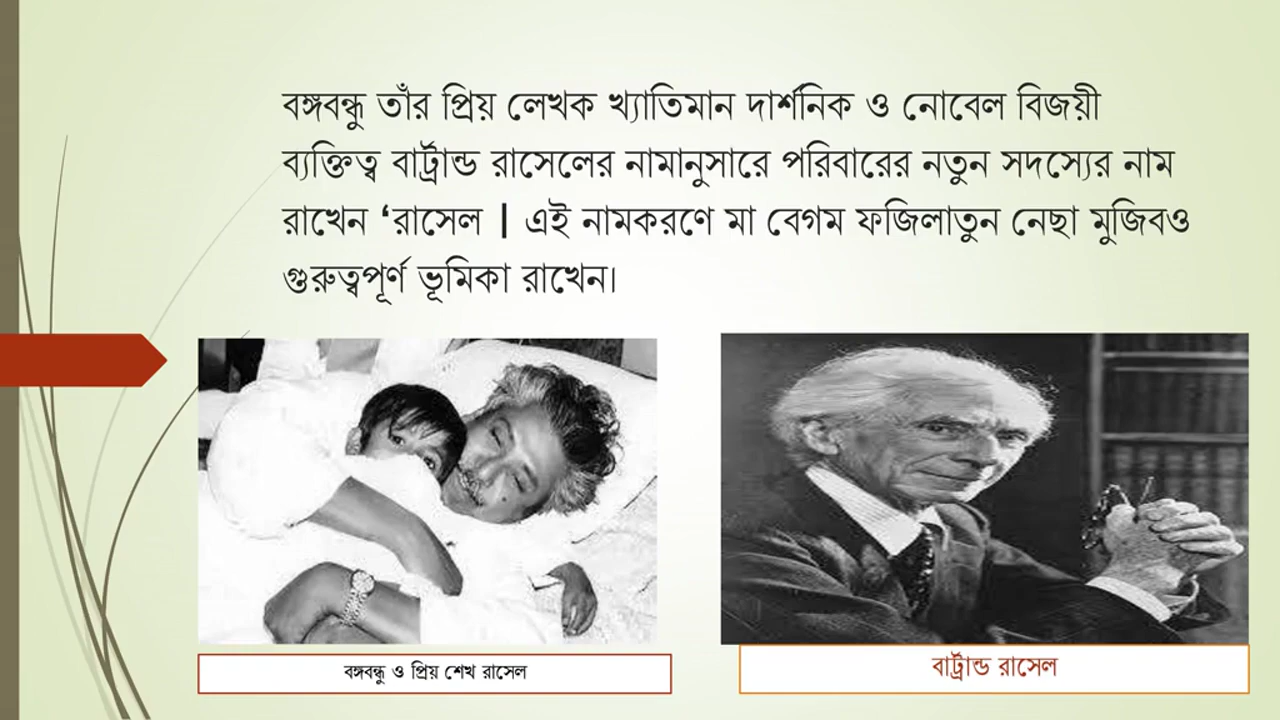 বঙ্গবন্ধু তাঁর প্রিয় লেখক খ্যাতিমান দার্শনিক ও নোবেল বিজয়ী
ব্যক্তিত্ব বার্ট্রান্ড রাসেলের নামানুসারে পরিবারের নতুন সদস্যের নাম
রাখেন ‘রাসেল | এই নামকরণে মা বেগম ফজিলাতুন নেছা মুজিবও
গুরুত্বপূর্ণ ভূমিকা রাখেন।
বঙ্গবন্ধু ও প্রিয় শেখ রাসেল
বার্ট্রান্ড রাসেল